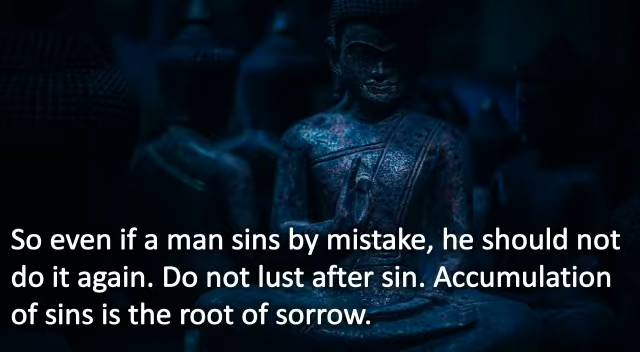 So even if a man sins by mistake, he should not
do it again. Do not lust after sin. Accumulation
of sins is the root of sorrow.